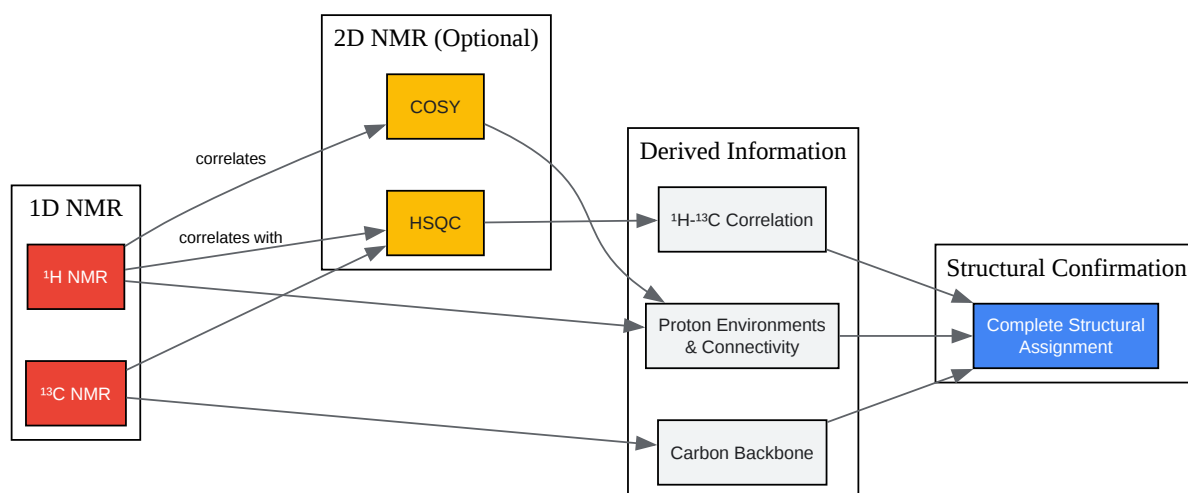 2D NMR (Optional)
COSY
correlates
Derived Information
1D NMR
HSQC
¹H-¹³C Correlation
correlates with
¹H NMR
Structural Confirmation
Proton Environments
& Connectivity
Complete Structural
Assignment
¹³C NMR
Carbon Backbone